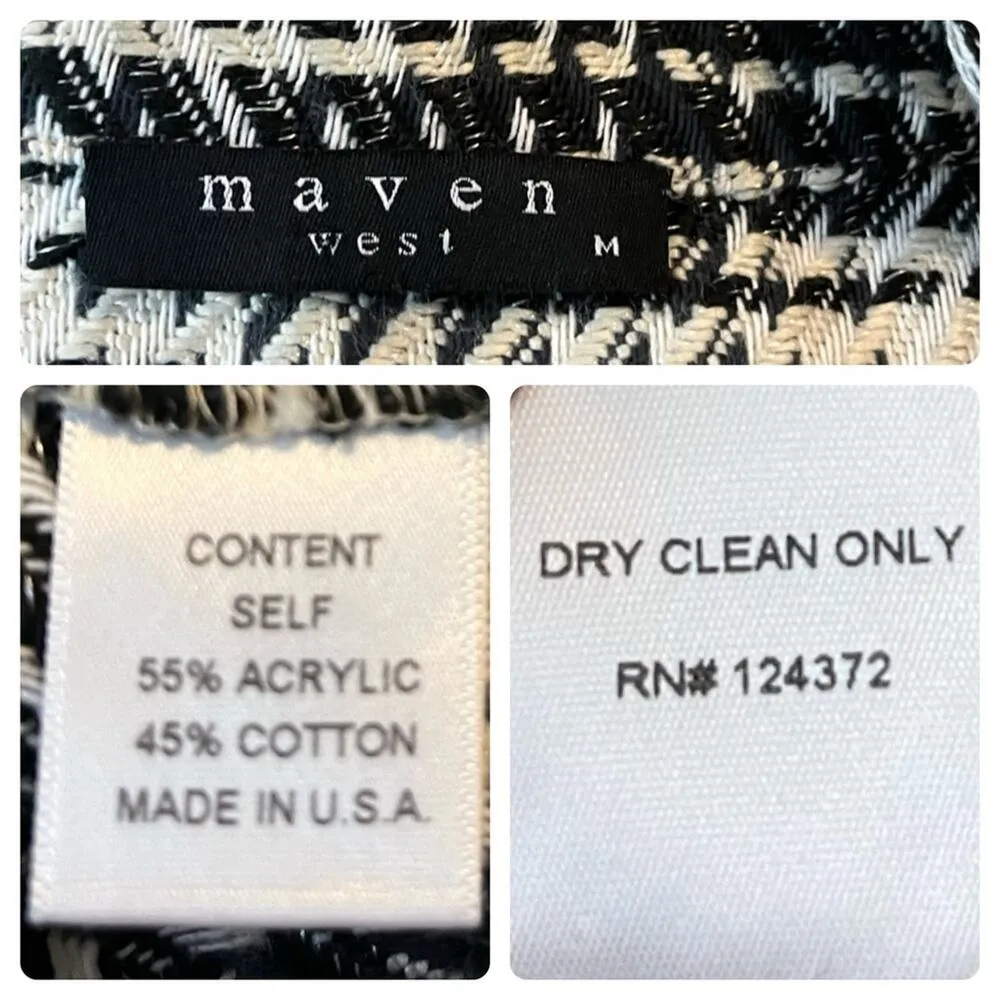 maven
west M
CONTENT
SELF
55% ACRYLIC
45% COTTON
MADE IN U.S.A.
DRY CLEAN ONLY
RN# 124372